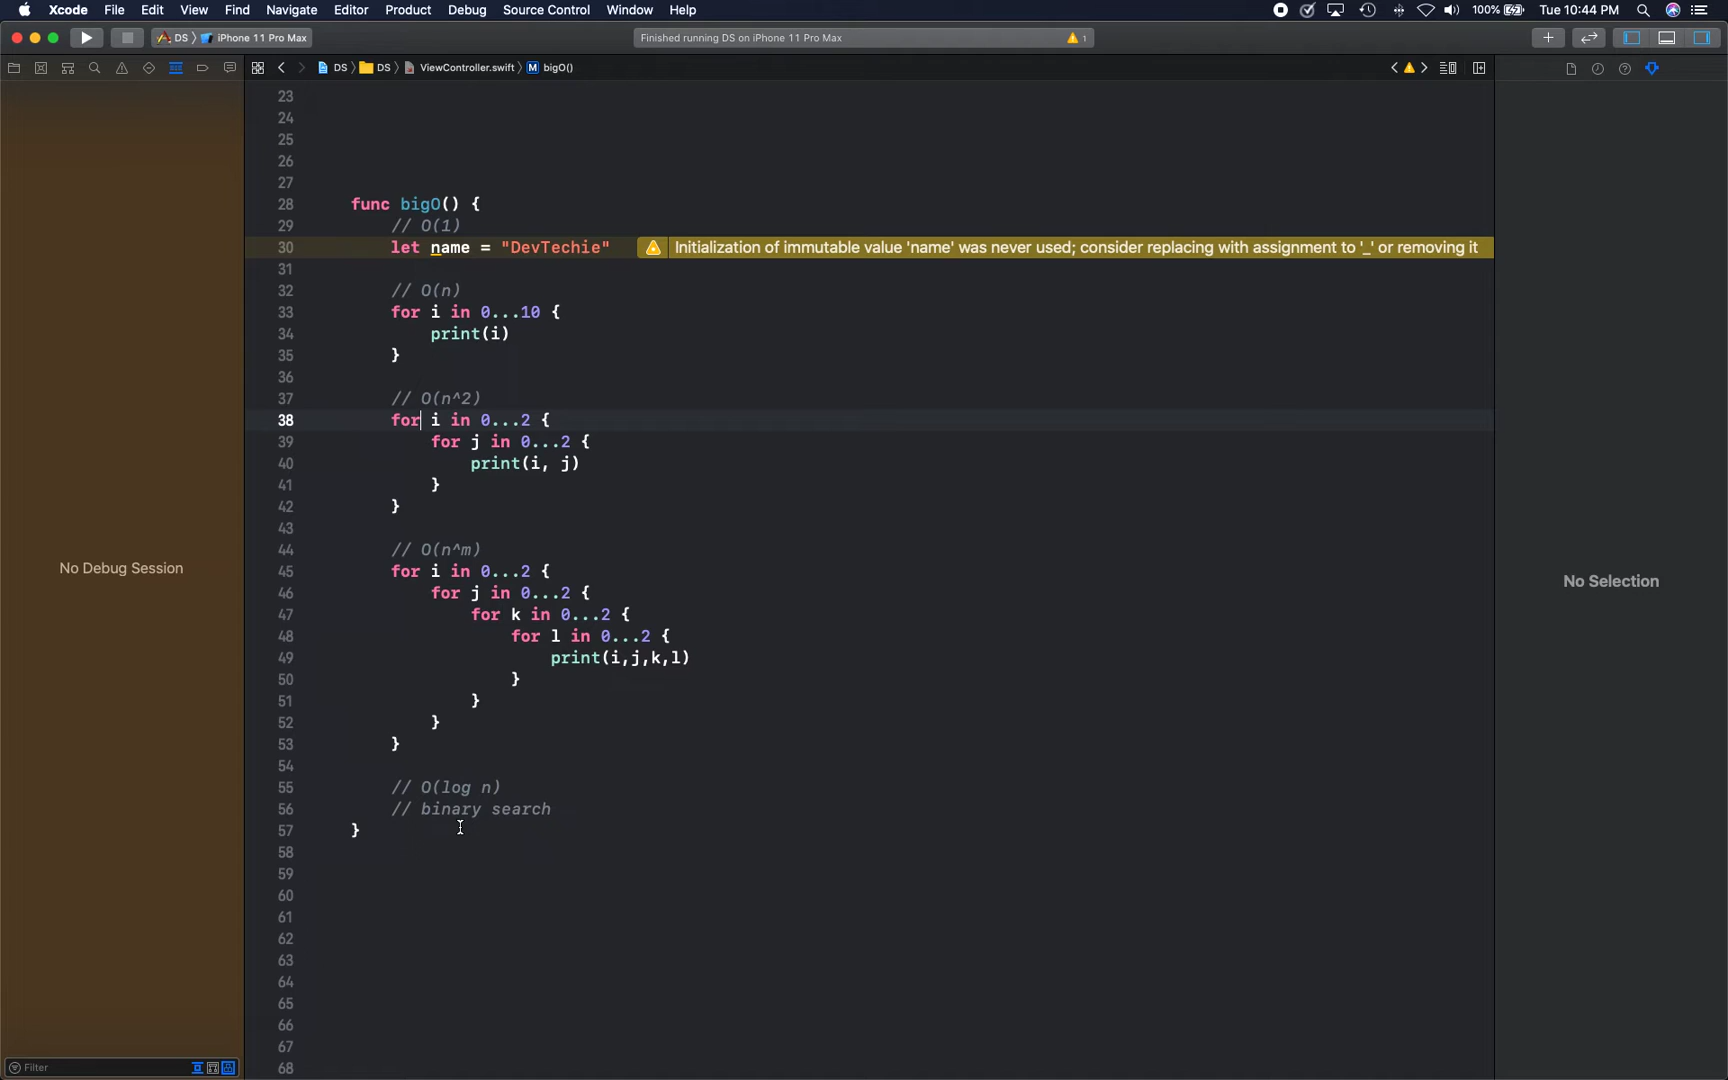 Xcode File Edit View Find Navigate Editor Product Debug Source Control Window Help 100% Tue 10:44 PM
DS iPhone 11 Pro Max Finished running DS on iPhone 11 Pro Max 1
DS DS ViewController.swift M bigO()
23
24
25
26
27
28 func bigO() {
29 // O(1)
30 let name = "DevTechie" Initialization of immutable value 'name' was never used; consider replacing with assignment to '_' or removing it
31
32 // O(n)
33 for i in 0...10 {
34 print(i)
35 }
36
37 // O(n^2)
38 for i in 0...2 {
39 for j in 0...2 {
40 print(i, j)
41 }
42 }
43
44 // O(n^m)
45 for i in 0...2 {
46 for j in 0...2 {
47 for k in 0...2 {
48 for l in 0...2 {
49 print(i,j,k,l)
50 }
51 }
52 }
53 }
54
55 // O(log n)
56 // binary search
57 }
58
59
60
61
62
63
64
65
66
67
68
No Debug Session
No Selection
Filter